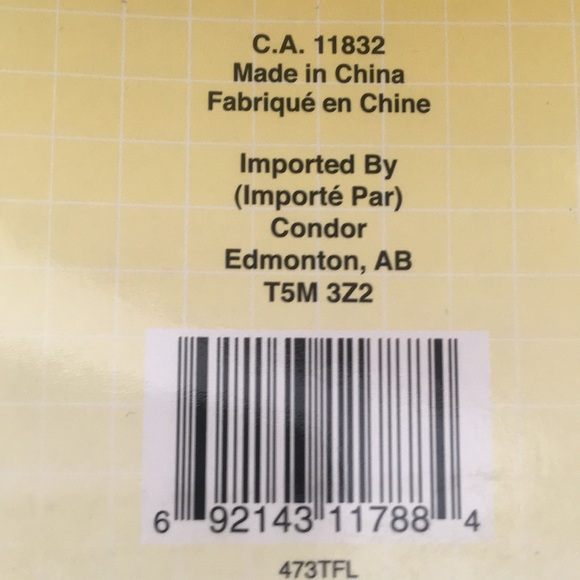 C.A. 11832
Made in China
Fabriqué en Chine
Imported By
(Importé Par)
Condor
Edmonton, AB
T5M 3Z2
6 92143 11788 4
473TFL